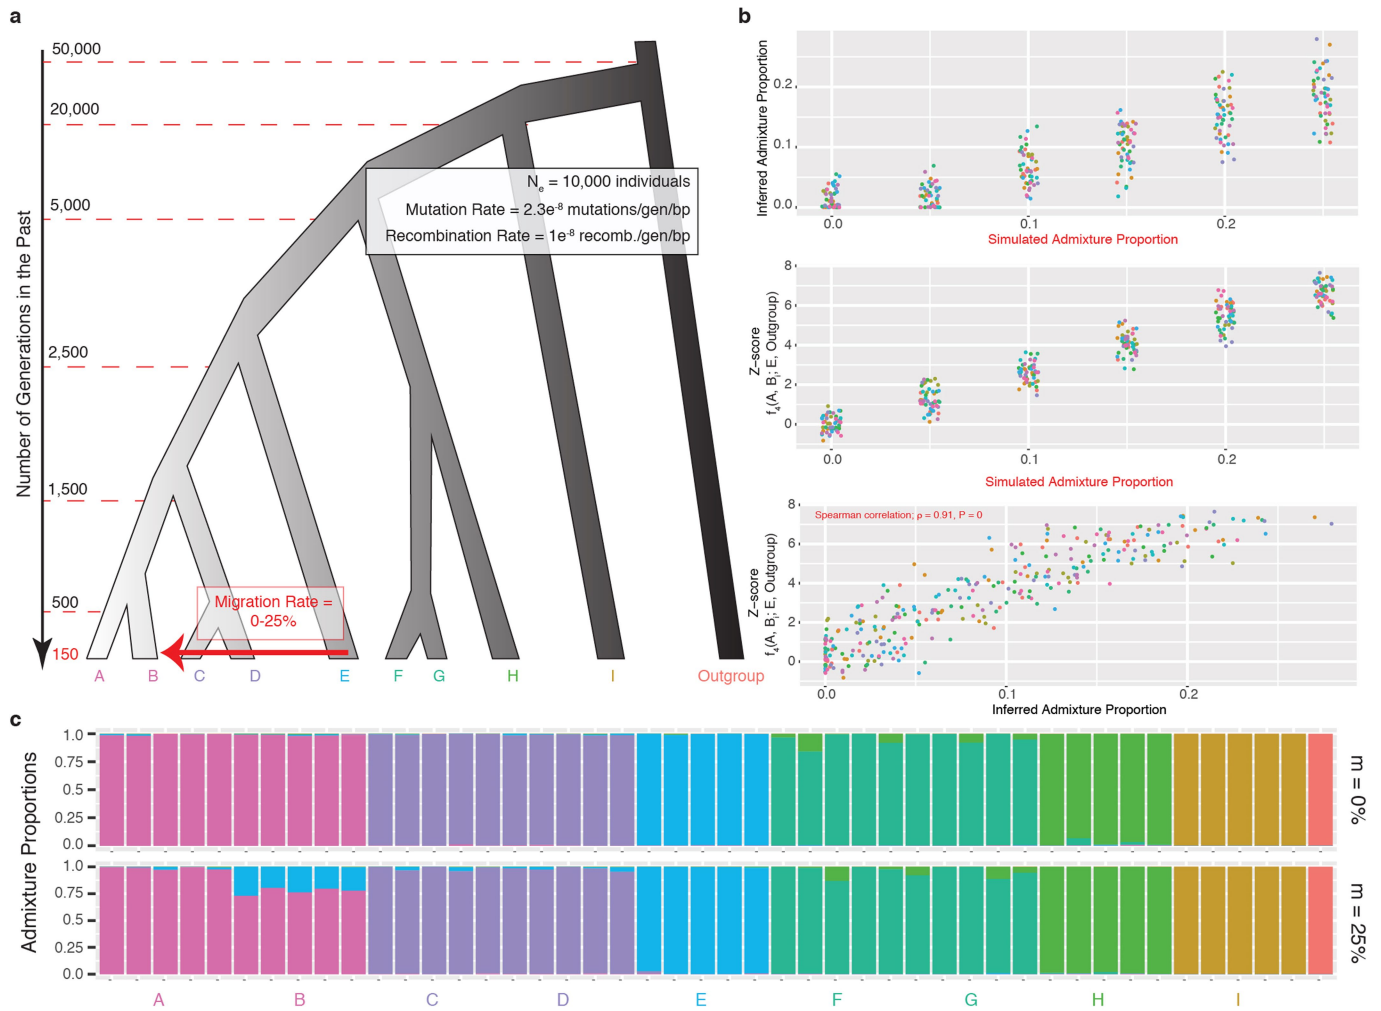 a
50,000
20,000
5,000
2,500
1,500
500
150
Number of Generations in the Past
Ne = 10,000 individuals
Mutation Rate = 2.3e-8 mutations/gen/bp
Recombination Rate = 1e-8 recomb./gen/bp
Migration Rate =
0-25%
A B C D E F G H I Outgroup
b
Inferred Admixture Proportion
0.2
0.1
0.0
0.0 0.1 0.2
Simulated Admixture Proportion
Z–score
f4(A, Bi; E, Outgroup)
8
6
4
2
0
0.0 0.1 0.2
Simulated Admixture Proportion
Z–score
f4(A, Bi; E, Outgroup)
8
6
4
2
0
Spearman correlation; ρ = 0.91, P = 0
0.0 0.1 0.2
Inferred Admixture Proportion
c
Admixture Proportions
1.0
0.75
0.5
0.25
0.0
m = 0%
1.0
0.75
0.5
0.25
0.0
m = 25%
A B C D E F G H I